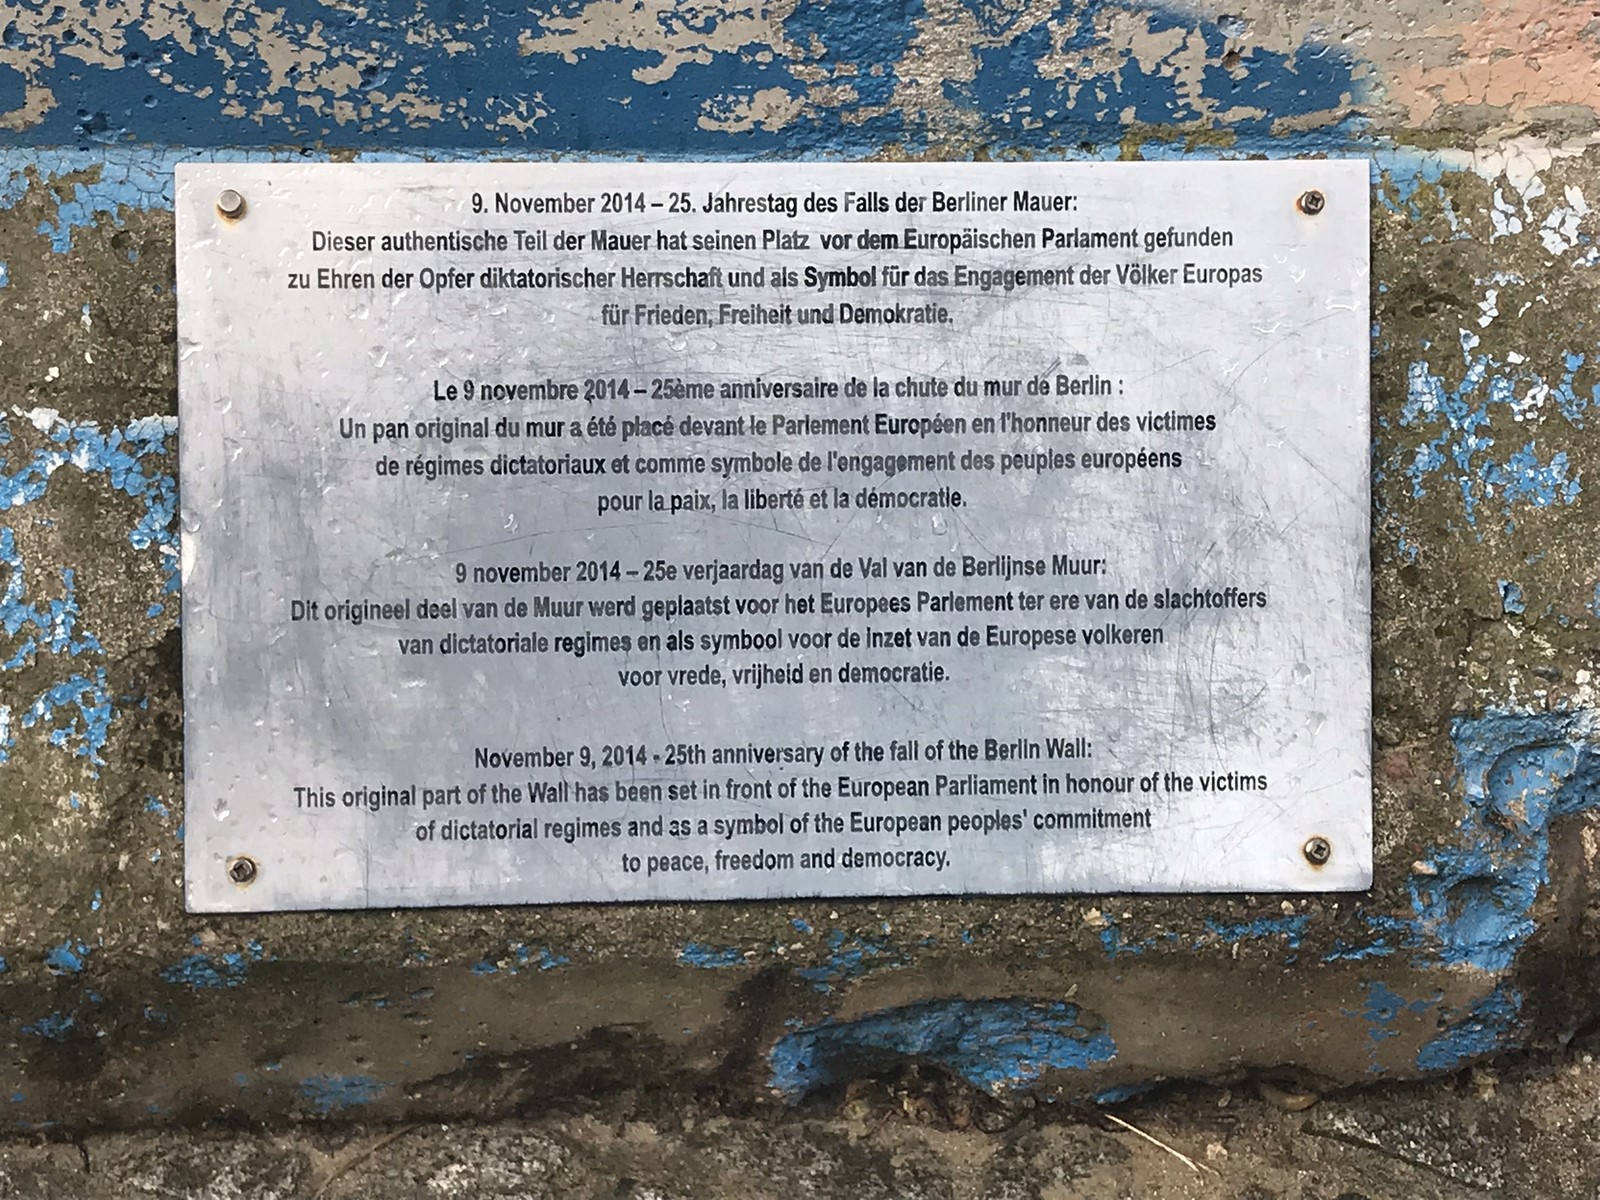 9. November 2014 – 25. Jahrestag des Falls der Berliner Mauer:
Dieser authentische Teil der Mauer hat seinen Platz vor dem Europäischen Parlament gefunden
zu Ehren der Opfer diktatorischer Herrschaft und als Symbol für das Engagement der Völker Europas
für Frieden, Freiheit und Demokratie.
Le 9 novembre 2014 – 25ème anniversaire de la chute du mur de Berlin :
Un pan original du mur a été placé devant le Parlement Européen en l'honneur des victimes
de régimes dictatoriaux et comme symbole de l'engagement des peuples européens
pour la paix, la liberté et la démocratie.
9 november 2014 – 25e verjaardag van de Val van de Berlijnse Muur:
Dit origineel deel van de Muur werd geplaatst voor het Europees Parlement ter ere van de slachtoffers
van dictatoriale regimes en als symbool voor de inzet van de Europese volkeren
voor vrede, vrijheid en democratie.
November 9, 2014 - 25th anniversary of the fall of the Berlin Wall:
This original part of the Wall has been set in front of the European Parliament in honour of the victims
of dictatorial regimes and as a symbol of the European peoples' commitment
to peace, freedom and democracy.